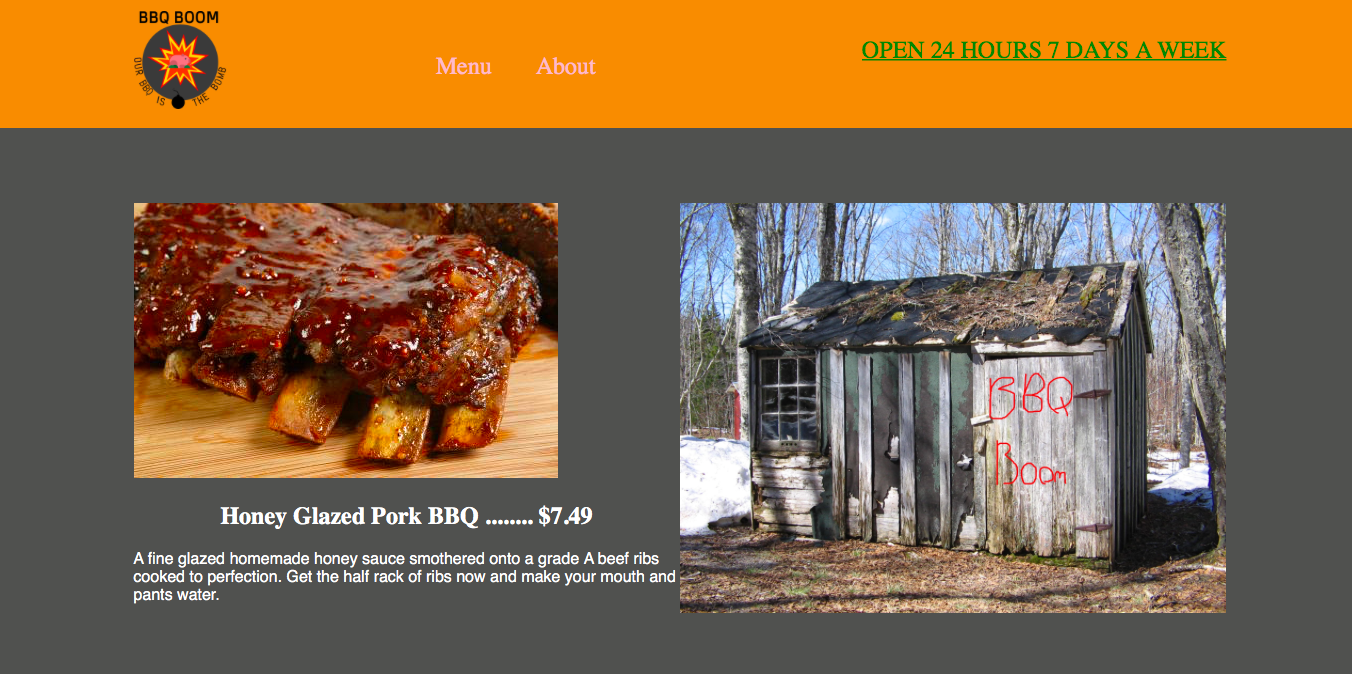 BBQ BOOM
OUR BBQ IS THE BOMB
Menu About
OPEN 24 HOURS 7 DAYS A WEEK
BBQ
Boom
Honey Glazed Pork BBQ ........ $7.49
A fine glazed homemade honey sauce smothered onto a grade A beef ribs
cooked to perfection. Get the half rack of ribs now and make your mouth and
pants water.